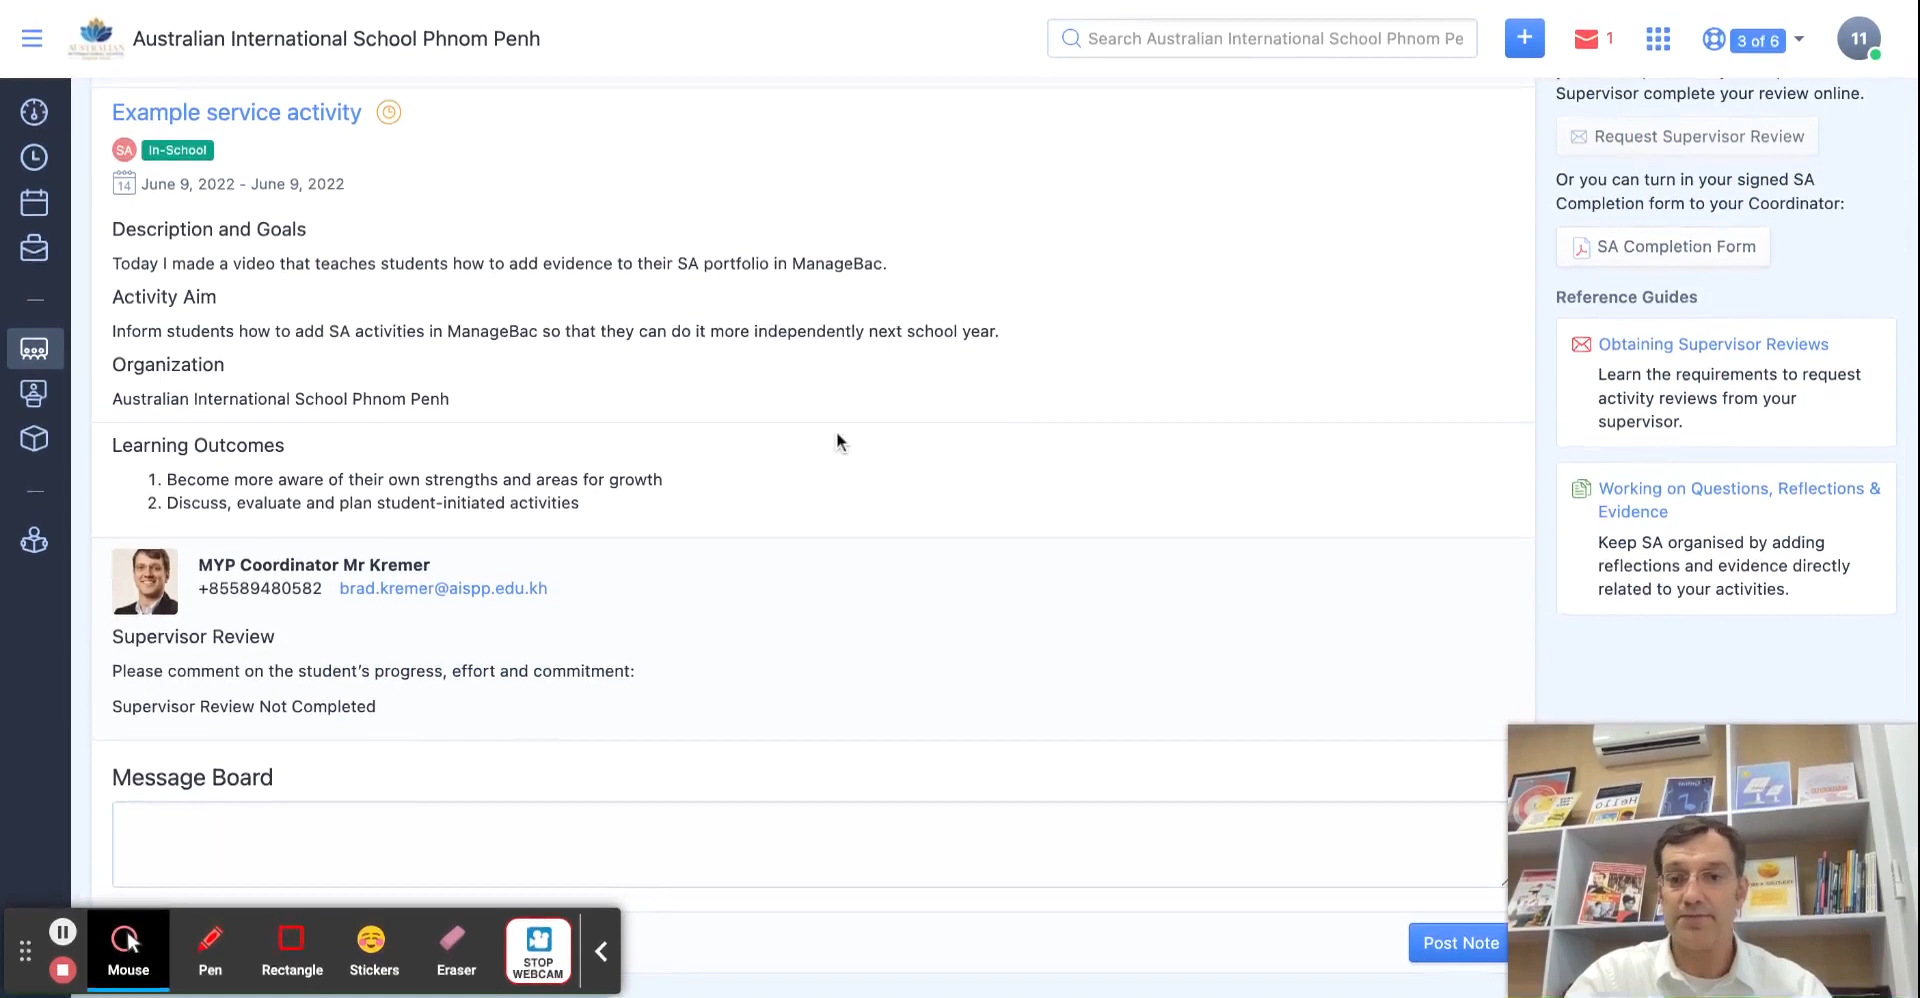 Australian International School Phnom Penh
Search Australian International School Phnom Pe
+
1
3 of 6
11
Example service activity
SA In-School
14 June 9, 2022 - June 9, 2022
Description and Goals
Today I made a video that teaches students how to add evidence to their SA portfolio in ManageBac.
Activity Aim
Inform students how to add SA activities in ManageBac so that they can do it more independently next school year.
Organization
Australian International School Phnom Penh
Learning Outcomes
1. Become more aware of their own strengths and areas for growth
2. Discuss, evaluate and plan student-initiated activities
MYP Coordinator Mr Kremer
+85589480582 brad.kremer@aispp.edu.kh
Supervisor Review
Please comment on the student's progress, effort and commitment:
Supervisor Review Not Completed
Message Board
Post Note
Supervisor complete your review online.
Request Supervisor Review
Or you can turn in your signed SA
Completion form to your Coordinator:
SA Completion Form
Reference Guides
Obtaining Supervisor Reviews
Learn the requirements to request
activity reviews from your
supervisor.
Working on Questions, Reflections &
Evidence
Keep SA organised by adding
reflections and evidence directly
related to your activities.
Hello
Mouse
Pen
Rectangle
Stickers
Eraser
STOP
WEBCAM